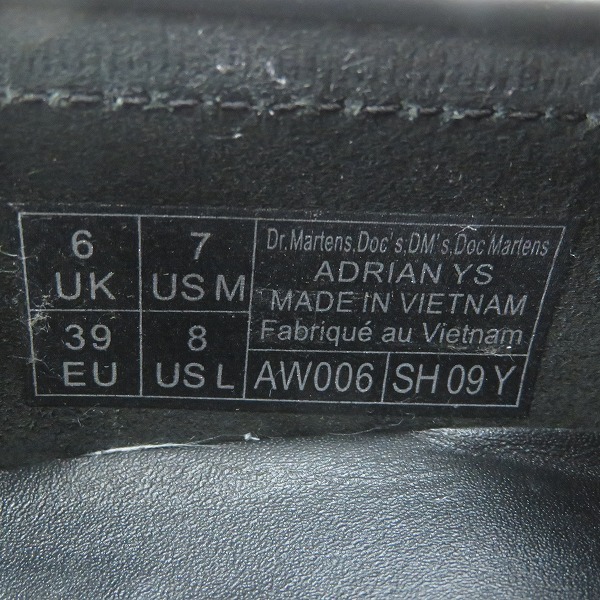 6
UK
7
US M
39
EU
8
US L
Dr.Martens,Doc's,DM's,Doc Martens
ADRIAN YS
MADE IN VIETNAM
Fabriqué au Vietnam
AW006
SH 09 Y